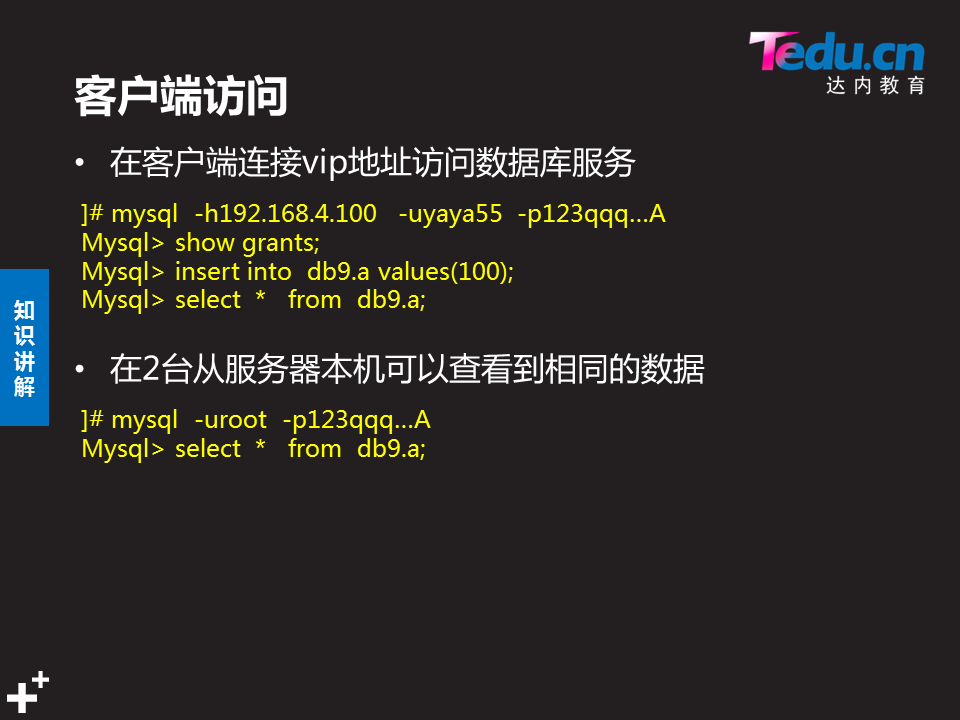 Tedu.cn
达内教育
客户端访问
• 在客户端连接vip地址访问数据库服务
]# mysql -h192.168.4.100 -uyaya55 -p123qqq…A
Mysql> show grants;
Mysql> insert into db9.a values(100);
Mysql> select * from db9.a;
知识讲解
• 在2台从服务器本机可以查看到相同的数据
]# mysql -uroot -p123qqq…A
Mysql> select * from db9.a;